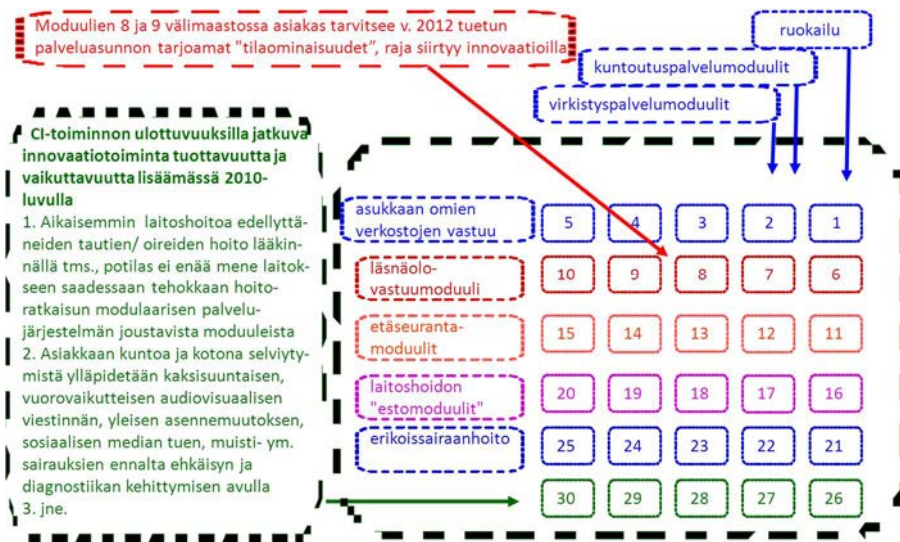 Moduulien 8 ja 9 välimaastossa asiakas tarvitsee v. 2012 tuetun
palveluasunnon tarjoamat "tilaominaisuudet”, raja siirtyy innovaatioilla
ruokailu
kuntoutuspalvelumoduulit
virkistyspalvelumoduulit
CI-toiminnon ulottuvuuksilla jatkuva
innovaatiotoiminta tuottavuutta ja
vaikuttavuutta lisäämässä 2010-
luvulla
1. Aikaisemmin laitoshoitoa edellyttä-
neiden tautien/ oireiden hoito lääkin-
nällä tms., potilas ei enää mene laitok-
seen saadessaan tehokkaan hoito-
ratkaisun modulaarisen palvelu-
järjestelmän joustavista moduuleista
2. Asiakkaan kuntoa ja kotona selviyty-
mistä ylläpidetään kaksisuuntaisen,
vuorovaikutteisen audiovisuaalisen
viestinnän, yleisen asennemuutoksen,
sosiaalisen median tuen, muisti- ym.
sairauksien ennalta ehkäisyn ja
diagnostiikan kehittymisen avulla
3. jne.
asukkaan omien
verkostojen vastuu
5 4 3 2 1
läsnäolo-
vastuumoduuli
10 9 8 7 6
etäseuranta-
moduulit
15 14 13 12 11
laitoshoidon
"estomoduulit"
20 19 18 17 16
erikoissairaanhoito
25 24 23 22 21
30 29 28 27 26